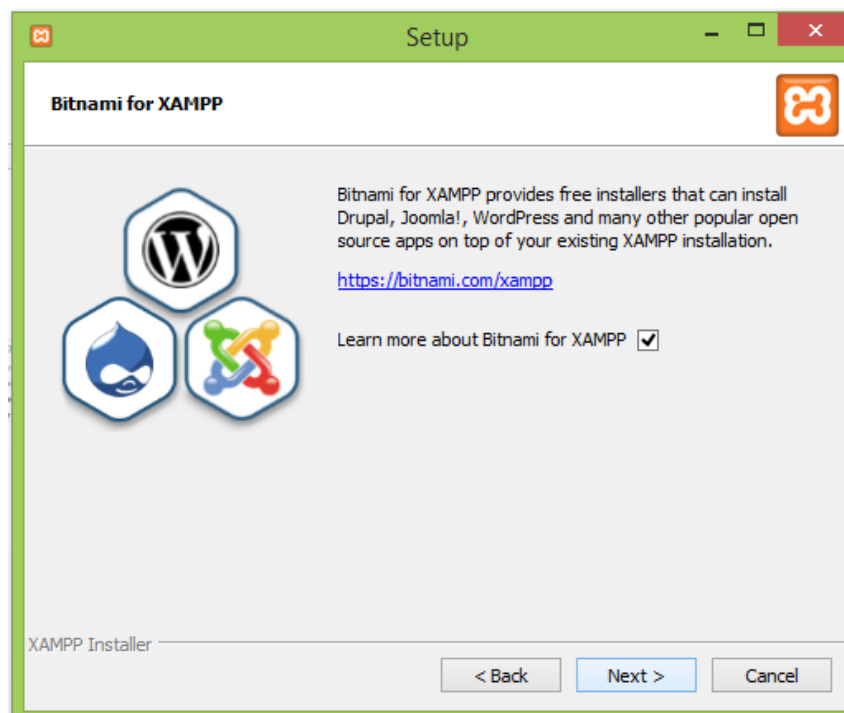 Setup
Bitnami for XAMPP
Bitnami for XAMPP provides free installers that can install
Drupal, Joomla!, WordPress and many other popular open
source apps on top of your existing XAMPP installation.
https://bitnami.com/xampp
Learn more about Bitnami for XAMPP
XAMPP Installer
< Back
Next >
Cancel